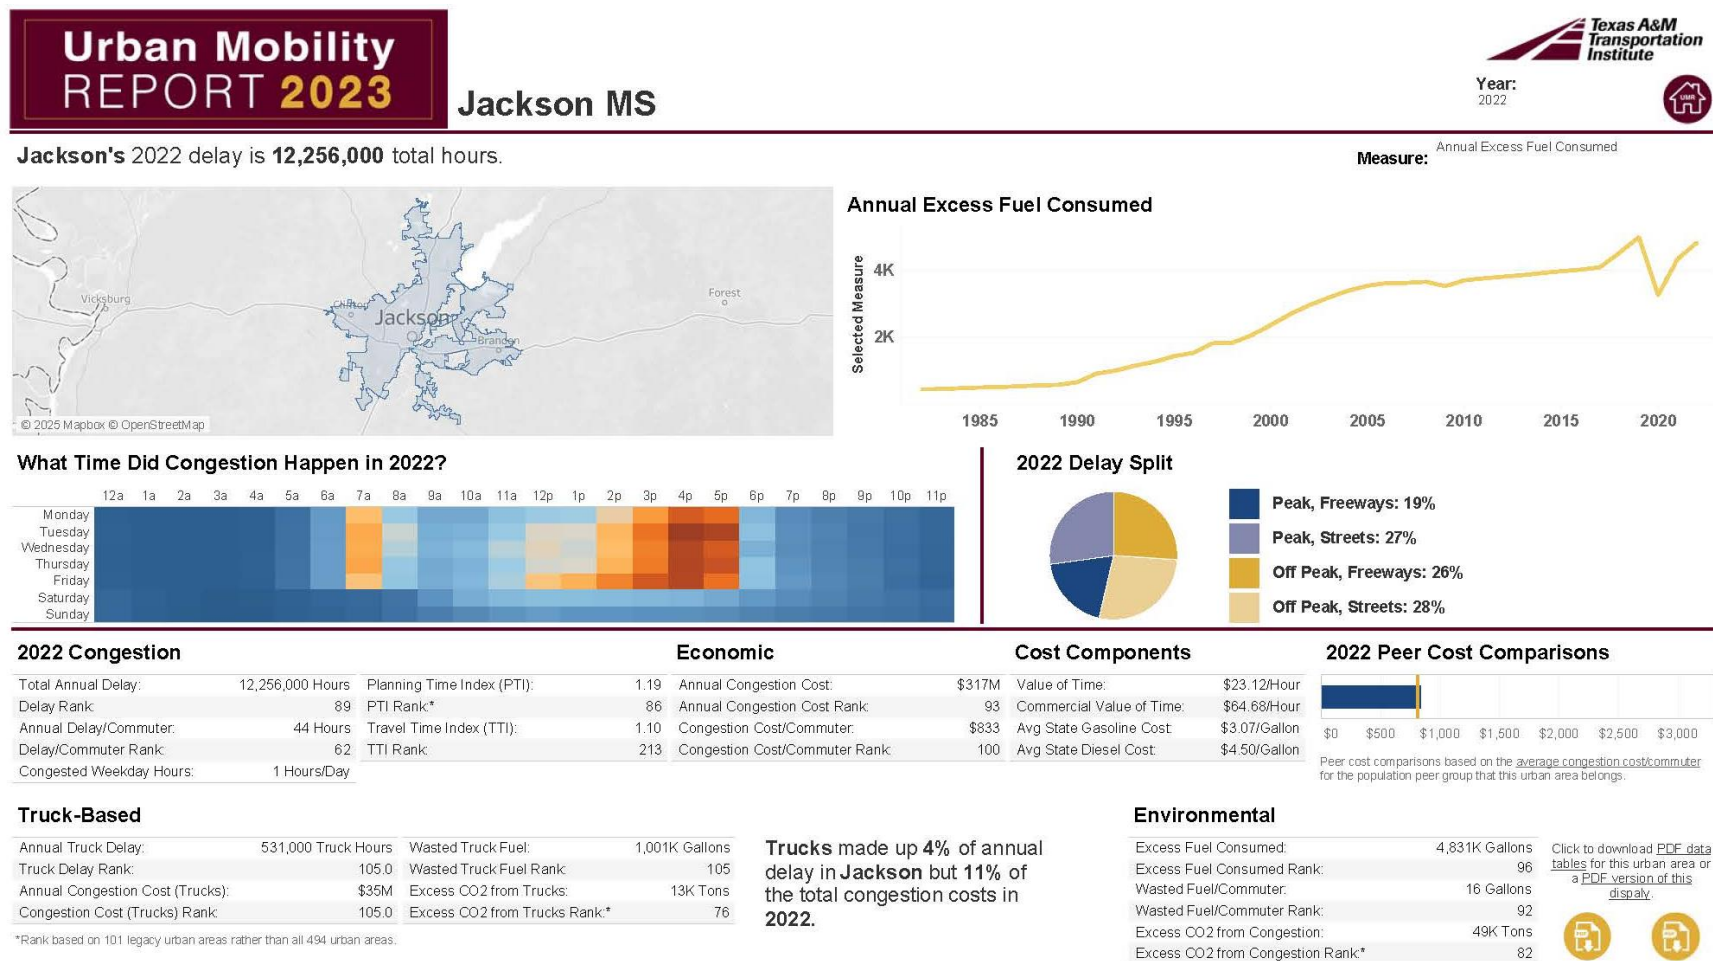 Urban Mobility
REPORT 2023
Jackson MS
Texas A&M
Transportation
Institute
Year:
2022
UMR
Jackson's 2022 delay is 12,256,000 total hours.
Measure:
Annual Excess Fuel Consumed
Vicksburg
Clinton
Jackson
Brandon
Forest
© 2025 Mapbox © OpenStreetMap
Annual Excess Fuel Consumed
Selected Measure
4K
2K
1985 1990 1995 2000 2005 2010 2015 2020
What Time Did Congestion Happen in 2022?
12a 1a 2a 3a 4a 5a 6a 7a 8a 9a 10a 11a 12p 1p 2p 3p 4p 5p 6p 7p 8p 9p 10p 11p
Monday
Tuesday
Wednesday
Thursday
Friday
Saturday
Sunday
2022 Delay Split
Peak, Freeways: 19%
Peak, Streets: 27%
Off Peak, Freeways: 26%
Off Peak, Streets: 28%
2022 Congestion
Total Annual Delay: 12,256,000 Hours
Delay Rank: 89
Annual Delay/Commuter: 44 Hours
Delay/Commuter Rank: 62
Congested Weekday Hours: 1 Hours/Day
Planning Time Index (PTI): 1.19
PTI Rank:* 86
Travel Time Index (TTI): 1.10
TTI Rank: 213
Economic
Annual Congestion Cost: $317M
Annual Congestion Cost Rank: 93
Congestion Cost/Commuter: $833
Congestion Cost/Commuter Rank: 100
Cost Components
Value of Time: $23.12/Hour
Commercial Value of Time: $64.68/Hour
Avg State Gasoline Cost: $3.07/Gallon
Avg State Diesel Cost: $4.50/Gallon
2022 Peer Cost Comparisons
$0 $500 $1,000 $1,500 $2,000 $2,500 $3,000
Peer cost comparisons based on the average congestion cost/commuter
for the population peer group that this urban area belongs.
Truck-Based
Annual Truck Delay: 531,000 Truck Hours
Truck Delay Rank: 105.0
Annual Congestion Cost (Trucks): $35M
Congestion Cost (Trucks) Rank: 105.0
Wasted Truck Fuel: 1,001K Gallons
Wasted Truck Fuel Rank: 105
Excess CO2 from Trucks: 13K Tons
Excess CO2 from Trucks Rank:* 76
*Rank based on 101 legacy urban areas rather than all 494 urban areas.
Trucks made up 4% of annual
delay in Jackson but 11% of
the total congestion costs in
2022.
Environmental
Excess Fuel Consumed: 4,831K Gallons
Excess Fuel Consumed Rank: 96
Wasted Fuel/Commuter: 16 Gallons
Wasted Fuel/Commuter Rank: 92
Excess CO2 from Congestion: 49K Tons
Excess CO2 from Congestion Rank:* 82
Click to download PDF data
tables for this urban area or
a PDF version of this
dispaly.
PDF
PDF